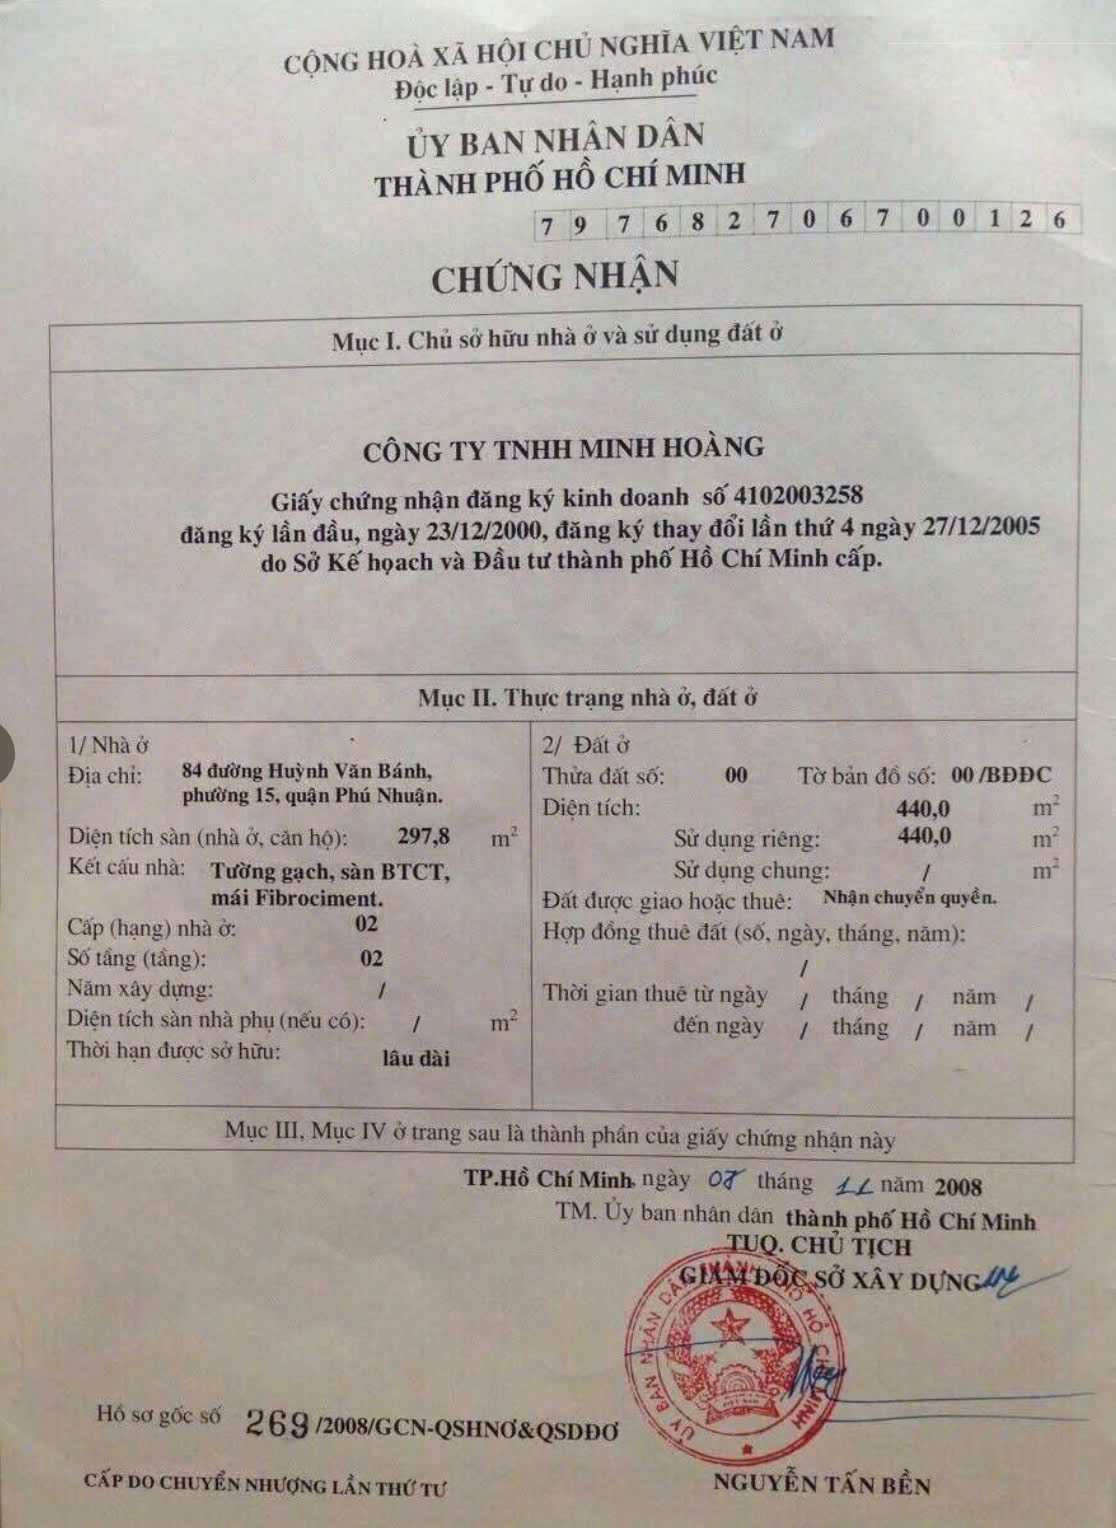 CỘNG HOÀ XÃ HỘI CHỦ NGHĨA VIỆT NAM
Độc lập - Tự do - Hạnh phúc
ỦY BAN NHÂN DÂN
THÀNH PHỐ HỒ CHÍ MINH
7 9 7 6 8 2 7 0 6 7 0 0 1 2 6
CHỨNG NHẬN
Mục I. Chủ sở hữu nhà ở và sử dụng đất ở
CÔNG TY TNHH MINH HOÀNG
Giấy chứng nhận đăng ký kinh doanh số 4102003258
đăng ký lần đầu, ngày 23/12/2000, đăng ký thay đổi lần thứ 4 ngày 27/12/2005
do Sở Kế họach và Đầu tư thành phố Hồ Chí Minh cấp.
Mục II. Thực trạng nhà ở, đất ở
1/ Nhà ở
Địa chỉ: 84 đường Huỳnh Văn Bánh,
phường 15, quận Phú Nhuận.
Diện tích sàn (nhà ở, căn hộ): 297,8 m²
Kết cấu nhà: Tường gạch, sàn BTCT,
mái Fibrociment.
Cấp (hạng) nhà ở: 02
Số tầng (tầng): 02
Năm xây dựng: /
Diện tích sàn nhà phụ (nếu có): / m²
Thời hạn được sở hữu: lâu dài
2/ Đất ở
Thửa đất số: 00 Tờ bản đồ số: 00 /BĐĐC
Diện tích: 440,0 m²
Sử dụng riêng: 440,0 m²
Sử dụng chung: / m²
Đất được giao hoặc thuê: Nhận chuyển quyền.
Hợp đồng thuê đất (số, ngày, tháng, năm):
/
Thời gian thuê từ ngày / tháng / năm /
đến ngày / tháng / năm /
Mục III, Mục IV ở trang sau là thành phần của giấy chứng nhận này
TP.Hồ Chí Minh, ngày 07 tháng 11 năm 2008
TM. Ủy ban nhân dân thành phố Hồ Chí Minh
TUQ. CHỦ TỊCH
GIÁM ĐỐC SỞ XÂY DỰNG
ỦY BAN NHÂN DÂN THÀNH PHỐ HỒ CHÍ MINH
Hồ sơ gốc số 269/2008/GCN-QSHNƠ&QSDĐƠ
CẤP DO CHUYỂN NHƯỢNG LẦN THỨ TƯ
NGUYỄN TẤN BỀN